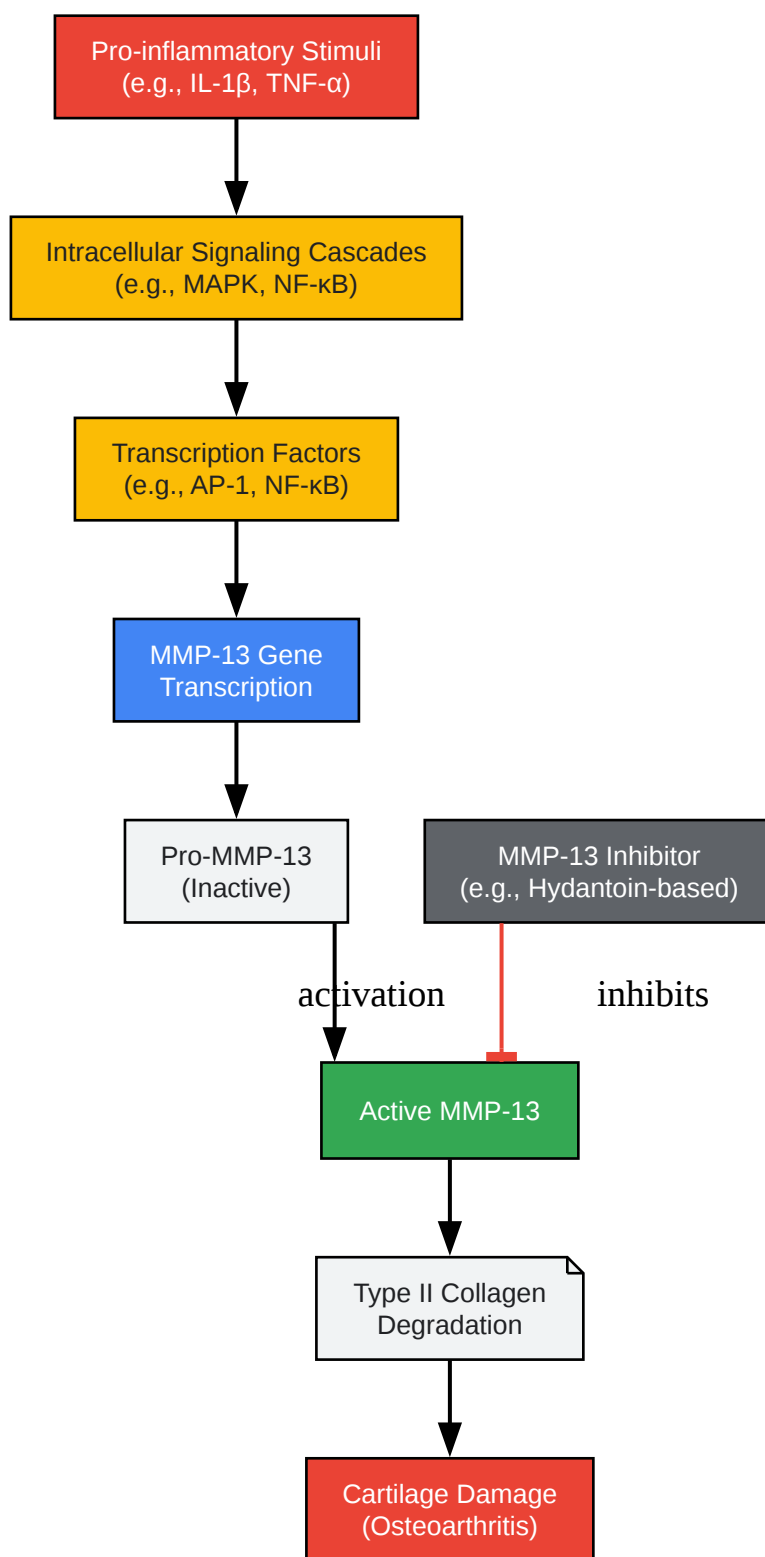 Pro-inflammatory Stimuli
(e.g., IL-1β, TNF-α)
Intracellular Signaling Cascades
(e.g., MAPK, NF-κB)
Transcription Factors
(e.g., AP-1, NF-κB)
MMP-13 Gene
Transcription
Pro-MMP-13
(Inactive)
MMP-13 Inhibitor
(e.g., Hydantoin-based)
activation
inhibits
Active MMP-13
Type II Collagen
Degradation
Cartilage Damage
(Osteoarthritis)